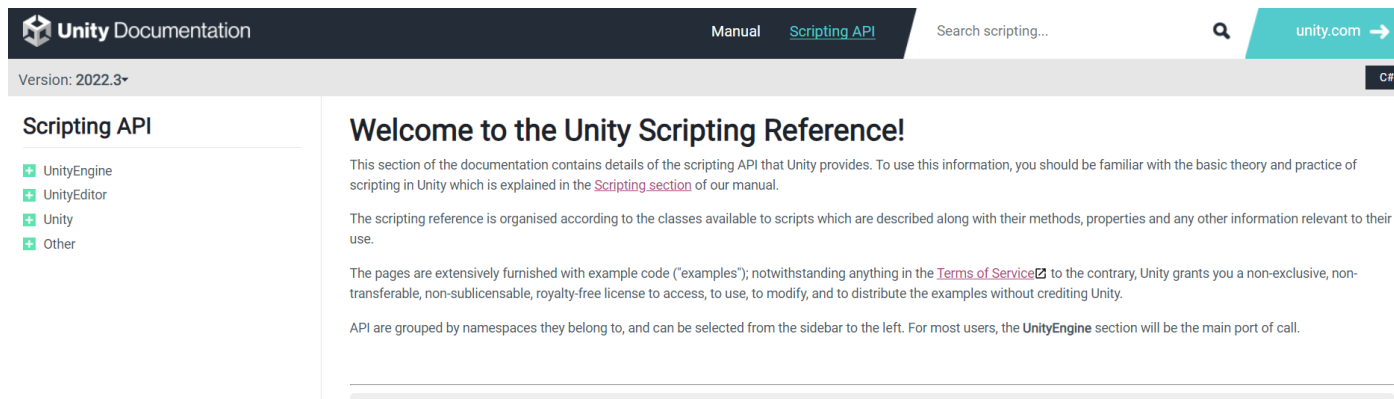 Unity Documentation
Manual
Scripting API
Search scripting...
unity.com
Version: 2022.3
C#
Scripting API
UnityEngine
UnityEditor
Unity
Other
Welcome to the Unity Scripting Reference!
This section of the documentation contains details of the scripting API that Unity provides. To use this information, you should be familiar with the basic theory and practice of
scripting in Unity which is explained in the Scripting section of our manual.
The scripting reference is organised according to the classes available to scripts which are described along with their methods, properties and any other information relevant to their
use.
The pages are extensively furnished with example code ("examples"); notwithstanding anything in the Terms of Service to the contrary, Unity grants you a non-exclusive, non-
transferable, non-sublicensable, royalty-free license to access, to use, to modify, and to distribute the examples without crediting Unity.
API are grouped by namespaces they belong to, and can be selected from the sidebar to the left. For most users, the UnityEngine section will be the main port of call.